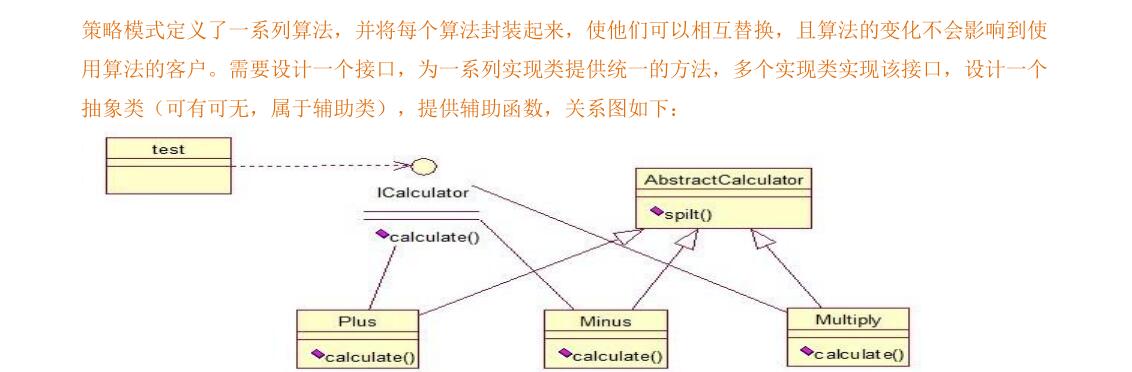 策略模式定义了一系列算法，并将每个算法封装起来，使他们可以相互替换，且算法的变化不会影响到使
用算法的客户。需要设计一个接口，为一系列实现类提供统一的方法，多个实现类实现该接口，设计一个
抽象类（可有可无，属于辅助类），提供辅助函数，关系图如下：
test
ICalculator
calculate()
AbstractCalculator
spilt()
Plus
calculate()
Minus
calculate()
Multiply
calculate()